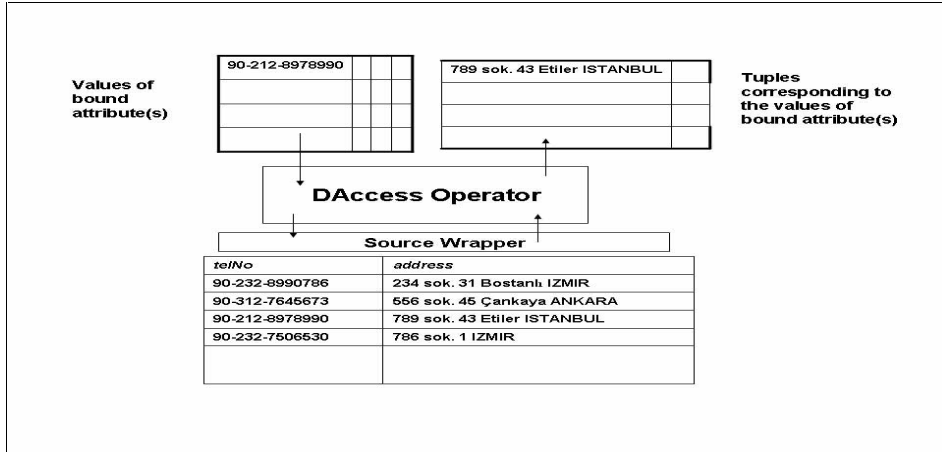 Values of
bound
attribute(s)
90-212-8978990
789 sok. 43 Etiler ISTANBUL
Tuples
corresponding to
the values of
bound attribute(s)
DAccess Operator
Source Wrapper
telNo address
90-232-8990786 234 sok. 31 Bostanlı IZMIR
90-312-7645673 556 sok. 45 Çankaya ANKARA
90-212-8978990 789 sok. 43 Etiler ISTANBUL
90-232-7506530 786 sok. 1 IZMIR